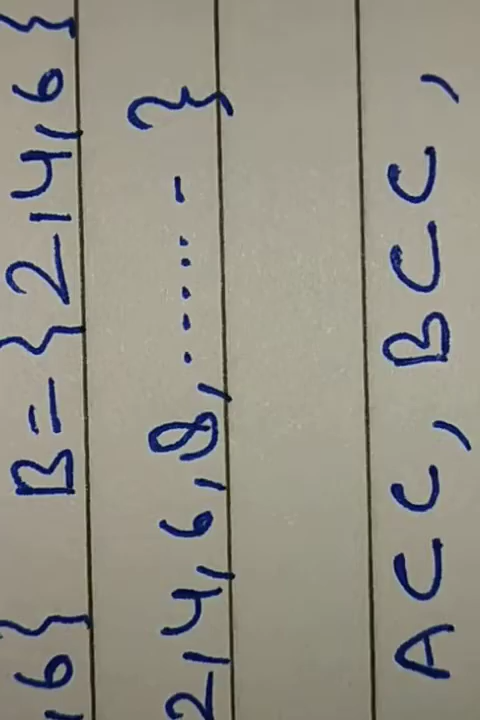 ,6} B={2,4,6}
2,4,6,8,......-}
A⊂C, B⊂C,